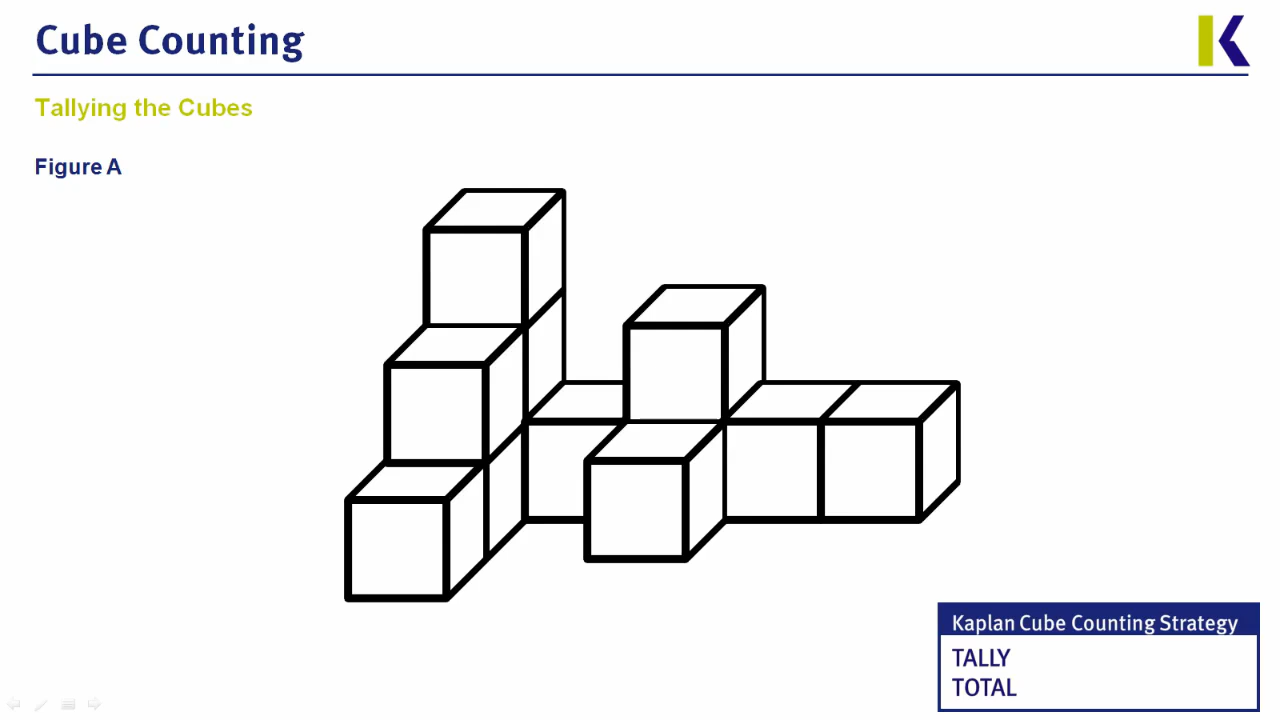 Cube Counting
Tallying the Cubes
Figure A
Kaplan Cube Counting Strategy
TALLY
TOTAL